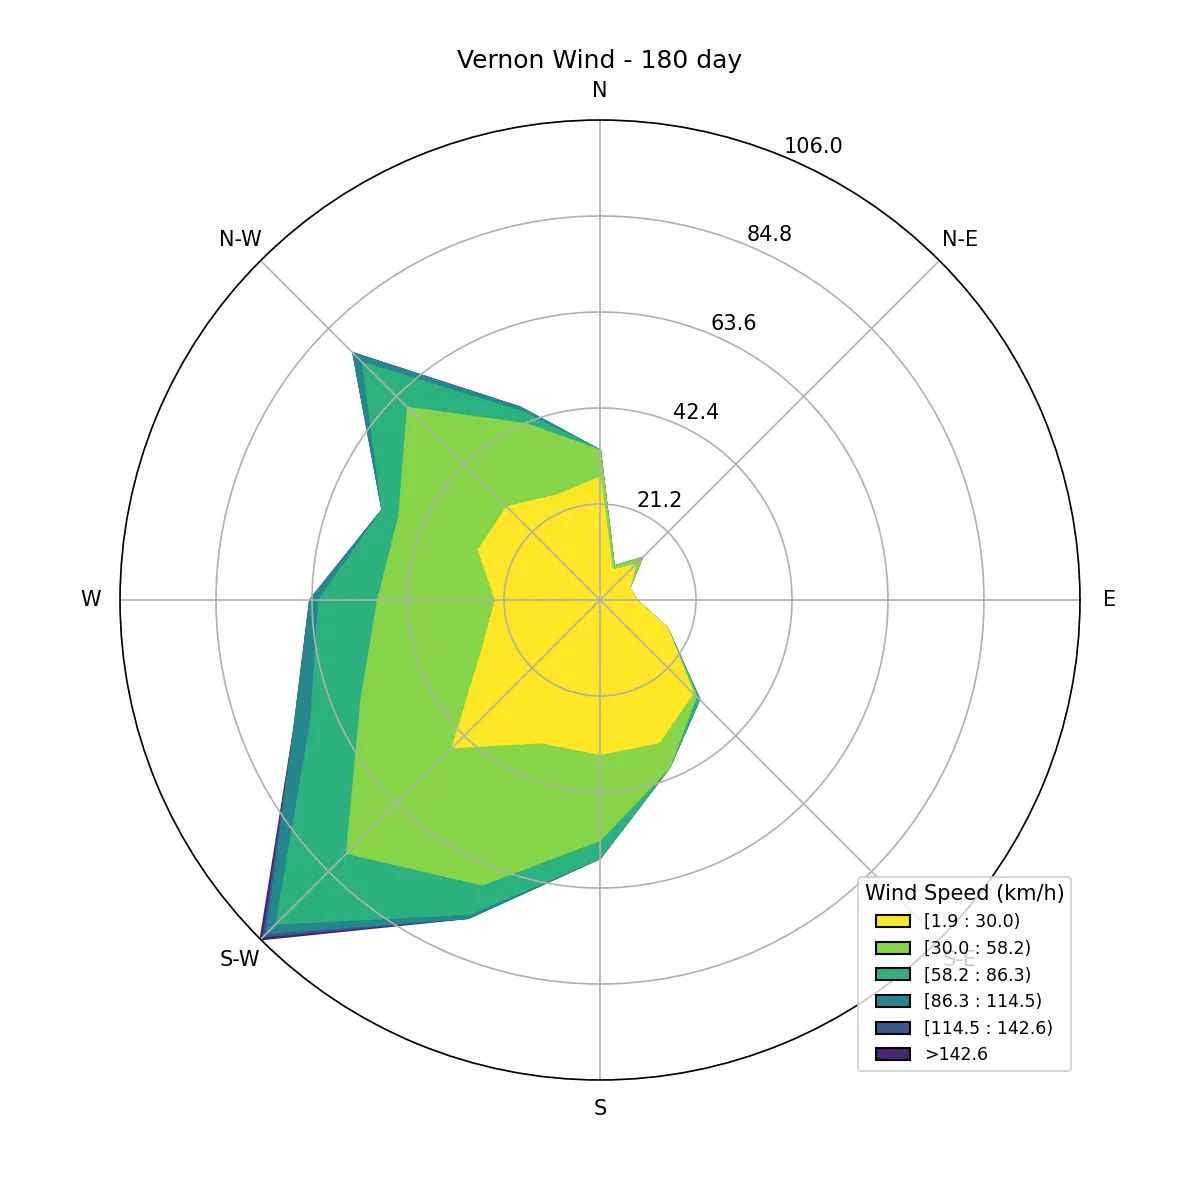 Vernon Wind - 180 day
N
106.0
84.8
N-W
N-E
63.6
42.4
21.2
W
E
S-W
S-E
Wind Speed (km/h)
[1.9 : 30.0)
[30.0 : 58.2)
[58.2 : 86.3)
[86.3 : 114.5)
[114.5 : 142.6)
>142.6
S